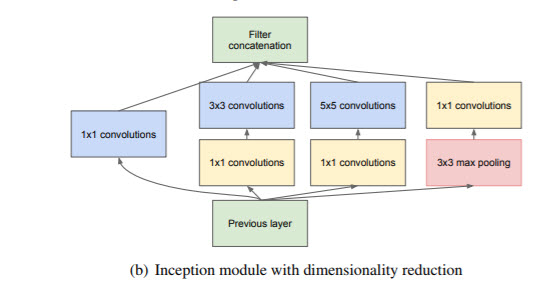 Filter
concatenation
3x3 convolutions
5x5 convolutions
1x1 convolutions
1x1 convolutions
1x1 convolutions
1x1 convolutions
3x3 max pooling
Previous layer
(b) Inception module with dimensionality reduction